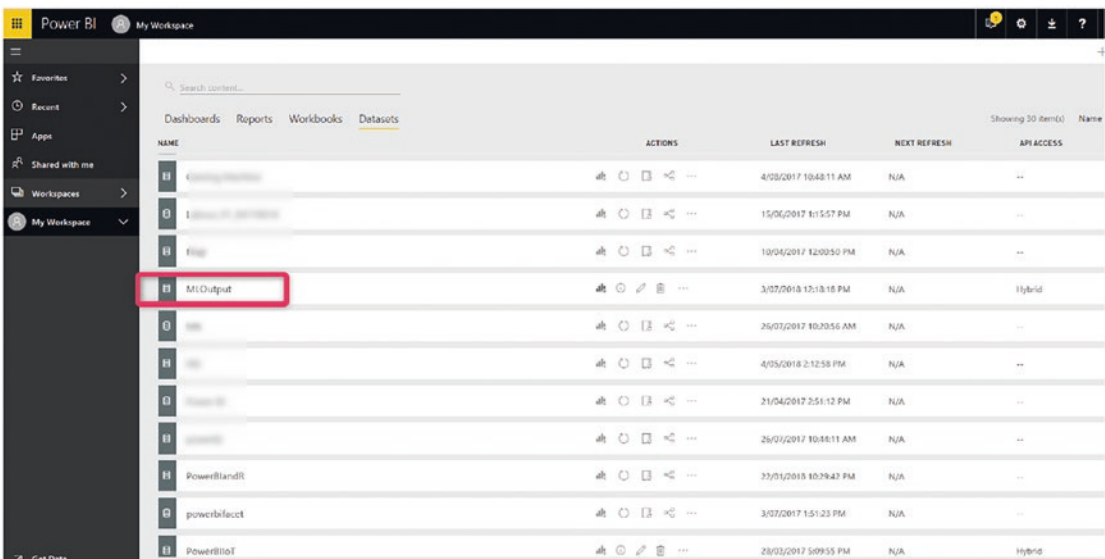 Power BI My Workspace ?
Favorites
Recent
Apps
Shared with me
Workspaces
My Workspace
Get Data
Search content...
Dashboards Reports Workbooks Datasets
Showing 30 item(s) Name
NAME ACTIONS LAST REFRESH NEXT REFRESH API ACCESS
4/08/2017 10:48:11 AM N/A --
15/06/2017 1:15:57 PM N/A --
10/04/2017 12:00:50 PM N/A --
MLOutput 3/07/2018 12:18:18 PM N/A Hybrid
26/07/2017 10:20:56 AM N/A --
4/05/2018 2:12:58 PM N/A --
21/04/2017 2:51:12 PM N/A --
26/07/2017 10:44:11 AM N/A --
PowerBIandR 22/01/2018 10:29:42 PM N/A --
powerbifacet 3/07/2017 1:51:23 PM N/A --
PowerBIIoT 28/03/2017 5:09:55 PM N/A Hybrid